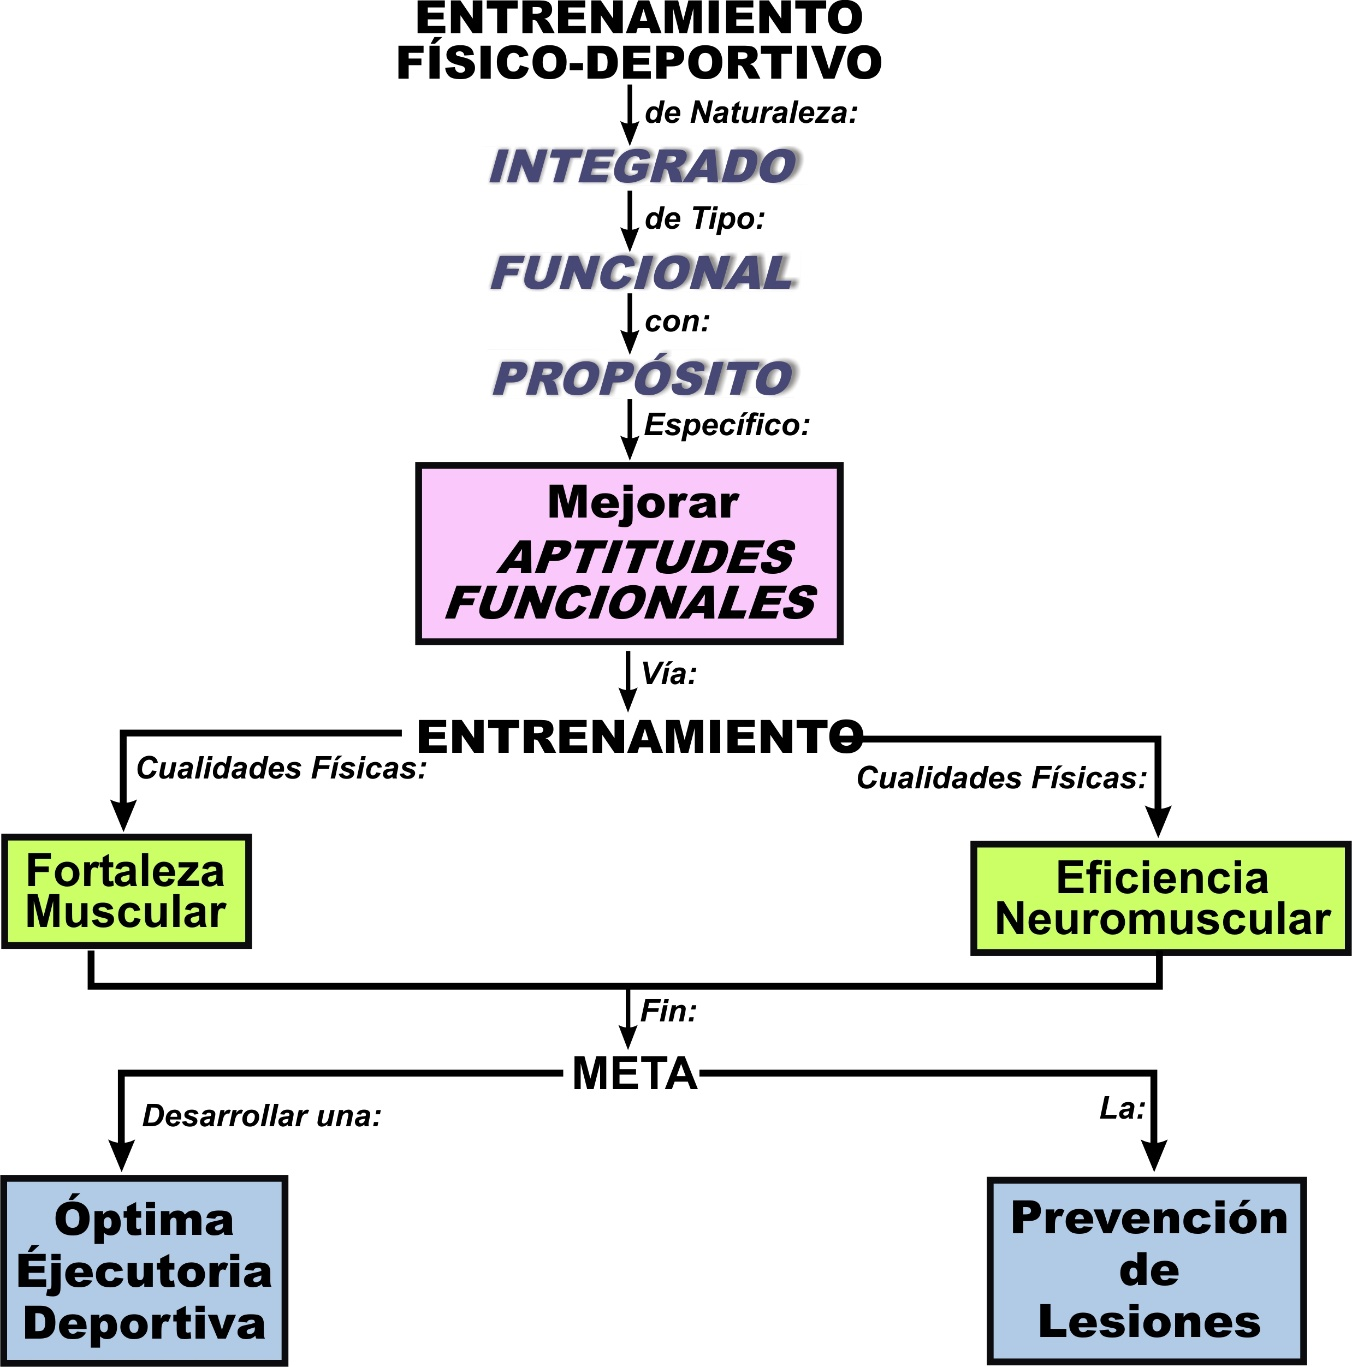 ENTRENAMIENTO
FÍSICO-DEPORTIVO
de Naturaleza:
INTEGRADO
de Tipo:
FUNCIONAL
con:
PROPÓSITO
Específico:
Mejorar
APTITUDES
FUNCIONALES
Vía:
ENTRENAMIENTO
Cualidades Físicas:
Cualidades Físicas:
Fortaleza
Muscular
Eficiencia
Neuromuscular
Fin:
META
Desarrollar una:
La:
Óptima
Éjecutoria
Deportiva
Prevención
de
Lesiones